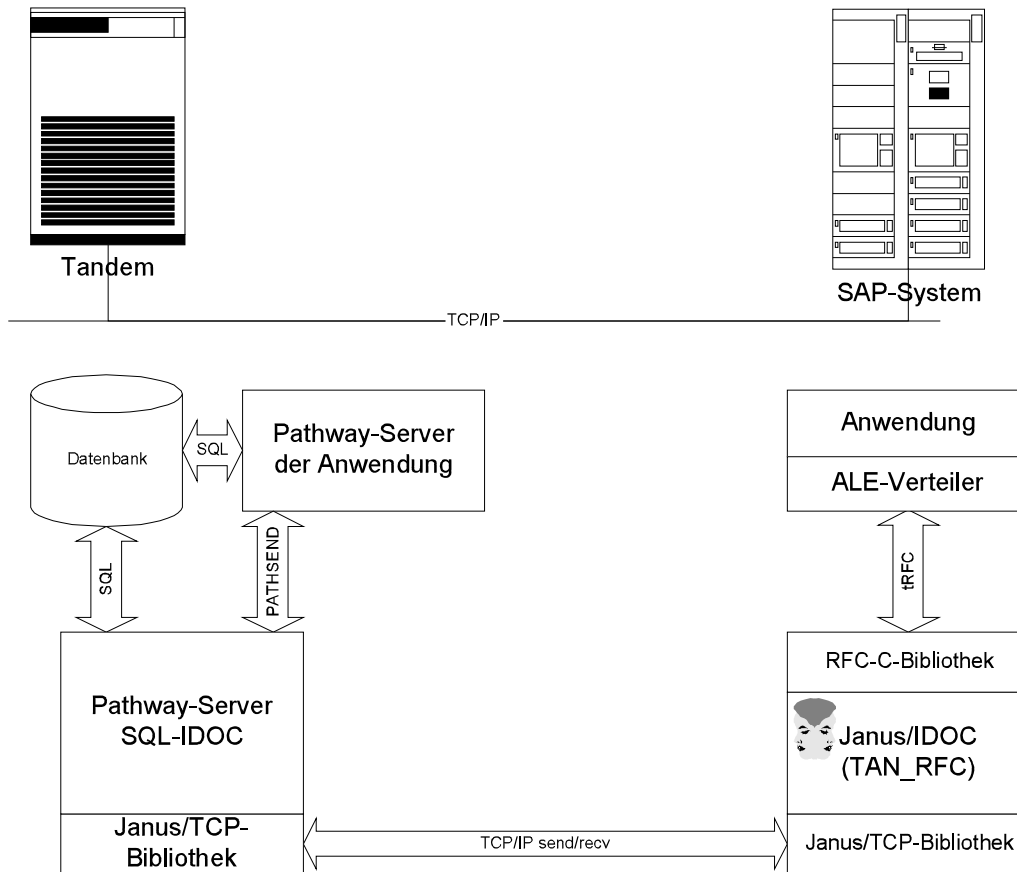 Tandem
SAP-System
TCP/IP
Datenbank
SQL
Pathway-Server
der Anwendung
Anwendung
ALE-Verteiler
SQL
PATHSEND
tRFC
Pathway-Server
SQL-IDOC
RFC-C-Bibliothek
Janus/IDOC
(TAN_RFC)
Janus/TCP-
Bibliothek
TCP/IP send/recv
Janus/TCP-Bibliothek